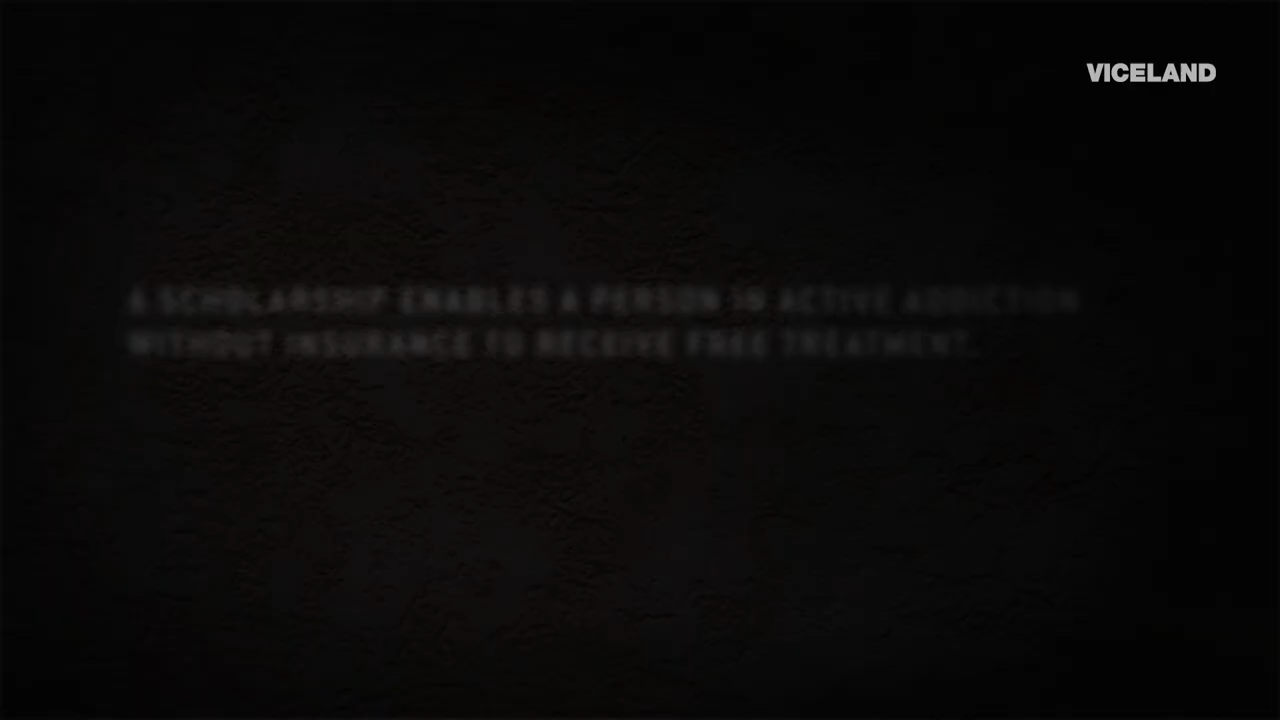 VICELAND
A SCHOLARSHIP ENABLES A PERSON IN ACTIVE ADDICTION
WITHOUT INSURANCE TO RECEIVE FREE TREATMENT.